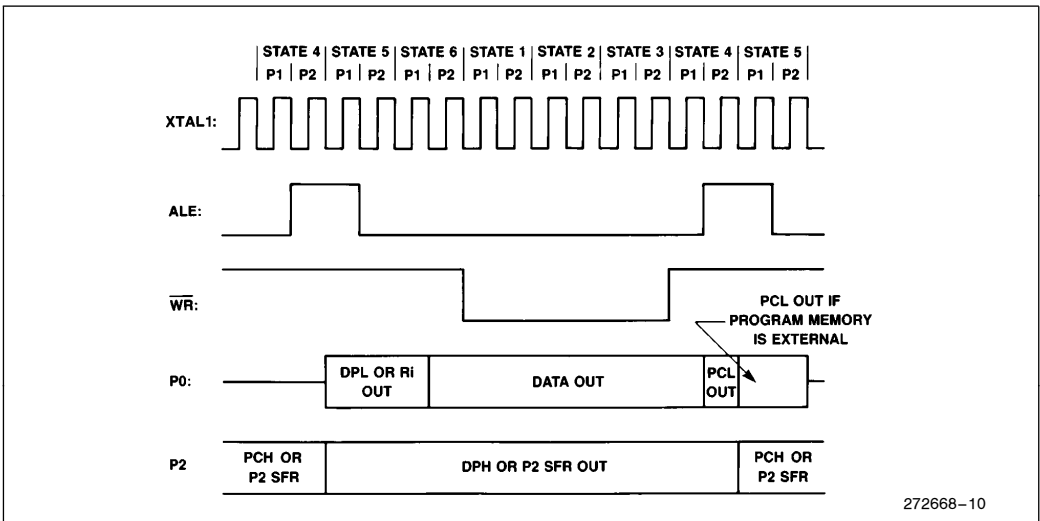 STATE 4 | STATE 5 | STATE 6 | STATE 1 | STATE 2 | STATE 3 | STATE 4 | STATE 5
P1 P2 P1 P2 P1 P2 P1 P2 P1 P2 P1 P2 P1 P2 P1 P2
XTAL1:
ALE:
WR:
PCL OUT IF
PROGRAM MEMORY
IS EXTERNAL
P0:
DPL OR Ri
OUT
DATA OUT
PCL
OUT
P2
PCH OR
P2 SFR
DPH OR P2 SFR OUT
PCH OR
P2 SFR
272668-10